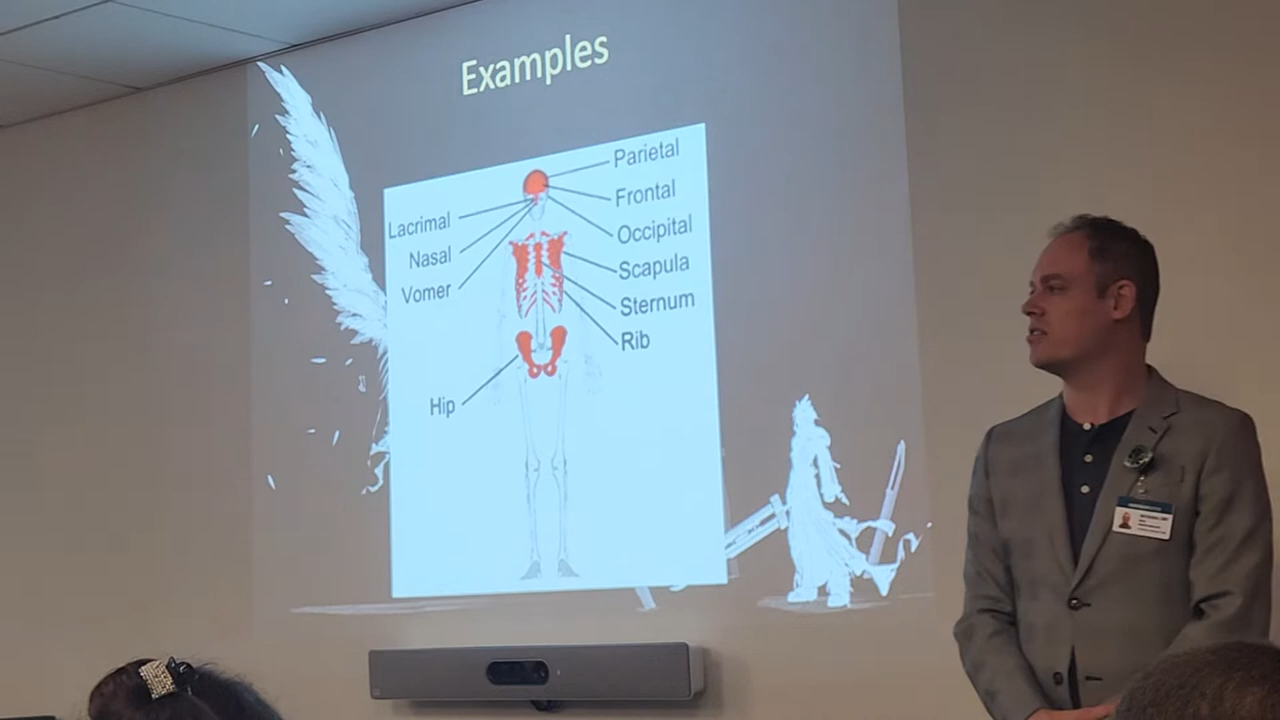 Examples
Parietal
Frontal
Occipital
Scapula
Sternum
Rib
Lacrimal
Nasal
Vomer
Hip